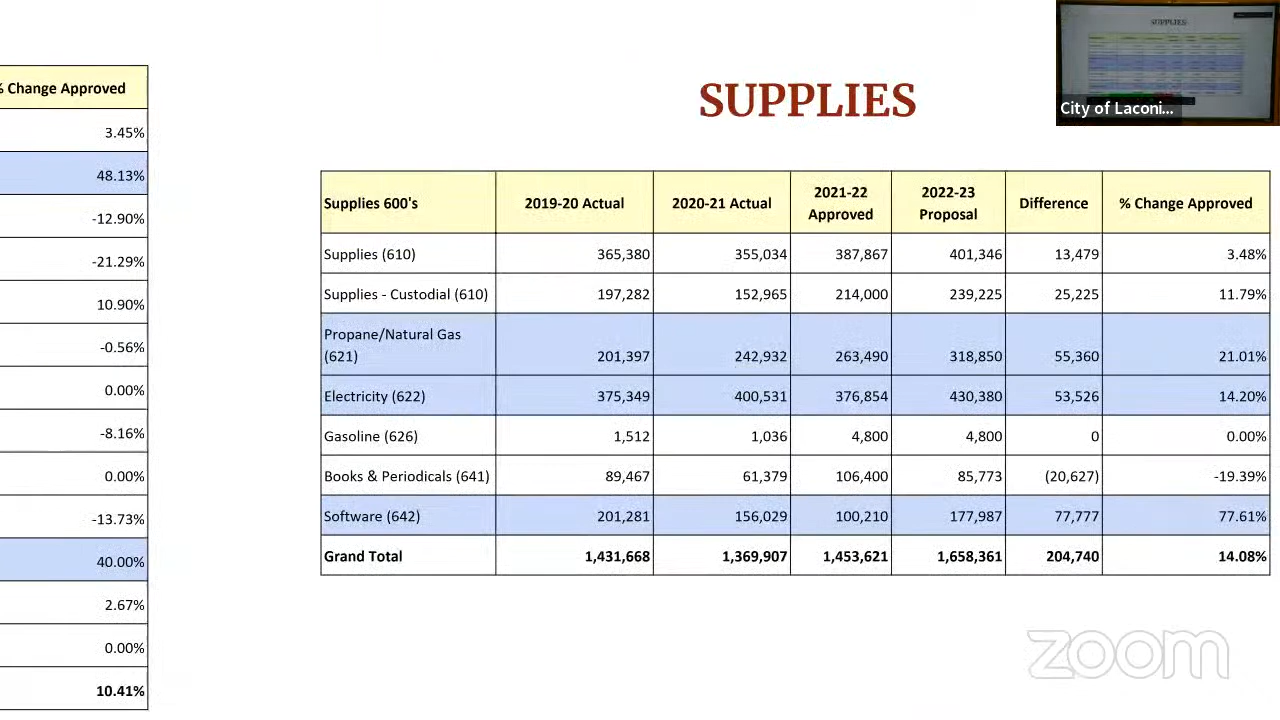 % Change Approved
3.45%
48.13%
-12.90%
-21.29%
10.90%
-0.56%
0.00%
-8.16%
0.00%
-13.73%
40.00%
2.67%
0.00%
10.41%
SUPPLIES
Supplies 600's 2019-20 Actual 2020-21 Actual 2021-22 Approved 2022-23 Proposal Difference % Change Approved
Supplies (610) 365,380 355,034 387,867 401,346 13,479 3.48%
Supplies - Custodial (610) 197,282 152,965 214,000 239,225 25,225 11.79%
Propane/Natural Gas (621) 201,397 242,932 263,490 318,850 55,360 21.01%
Electricity (622) 375,349 400,531 376,854 430,380 53,526 14.20%
Gasoline (626) 1,512 1,036 4,800 4,800 0 0.00%
Books & Periodicals (641) 89,467 61,379 106,400 85,773 (20,627) -19.39%
Software (642) 201,281 156,029 100,210 177,987 77,777 77.61%
Grand Total 1,431,668 1,369,907 1,453,621 1,658,361 204,740 14.08%
SUPPLIES
City of Laconi...
zoom